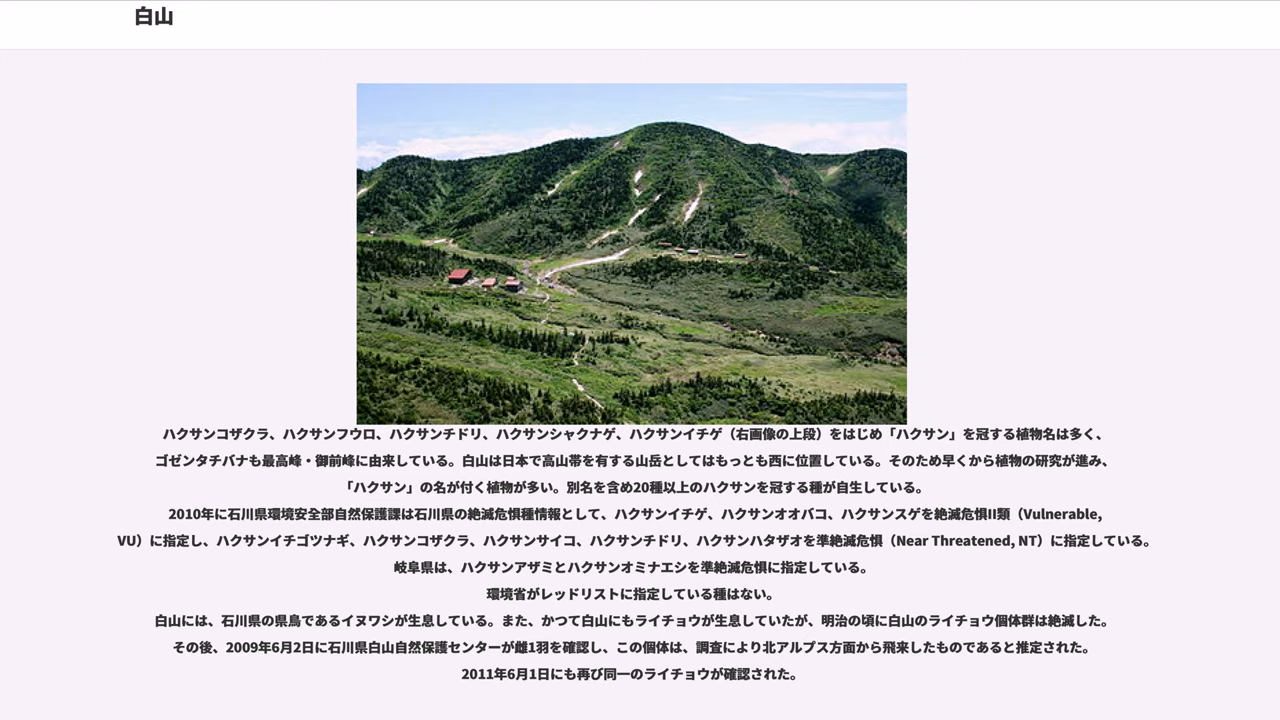 白山
ハクサンコザクラ、ハクサンフウロ、ハクサンチドリ、ハクサンシャクナゲ、ハクサンイチゲ（右画像の上段）をはじめ「ハクサン」を冠する植物名は多く、
ゴゼンタチバナも最高峰・御前峰に由来している。白山は日本で高山帯を有する山岳としてはもっとも西に位置している。そのため早くから植物の研究が進み、
「ハクサン」の名が付く植物が多い。別名を含め20種以上のハクサンを冠する種が自生している。
2010年に石川県環境安全部自然保護課は石川県の絶滅危惧種情報として、ハクサンイチゲ、ハクサンオオバコ、ハクサンスゲを絶滅危惧II類（Vulnerable,
VU）に指定し、ハクサンイチゴツナギ、ハクサンコザクラ、ハクサンサイコ、ハクサンチドリ、ハクサンハタザオを準絶滅危惧（Near Threatened, NT）に指定している。
岐阜県は、ハクサンアザミとハクサンオミナエシを準絶滅危惧に指定している。
環境省がレッドリストに指定している種はない。
白山には、石川県の県鳥であるイヌワシが生息している。また、かつて白山にもライチョウが生息していたが、明治の頃に白山のライチョウ個体群は絶滅した。
その後、2009年6月2日に石川県白山自然保護センターが雌1羽を確認し、この個体は、調査により北アルプス方面から飛来したものであると推定された。
2011年6月1日にも再び同一のライチョウが確認された。